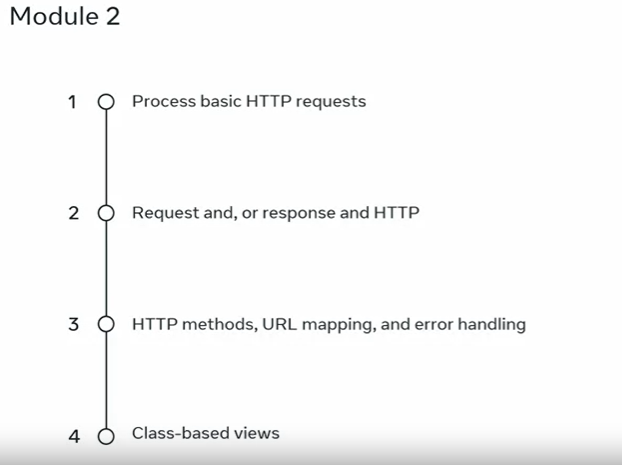 Module 2
1 Process basic HTTP requests
2 Request and, or response and HTTP
3 HTTP methods, URL mapping, and error handling
4 Class-based views